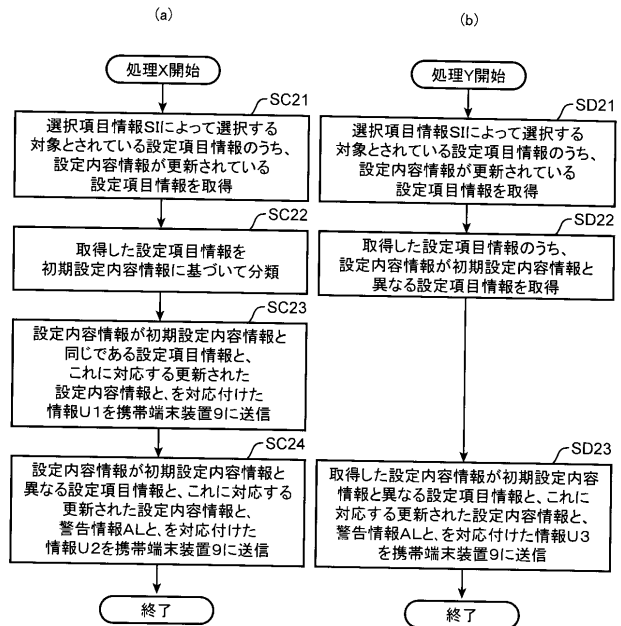 (a)
処理X開始
SC21
選択項目情報SIによって選択する
対象とされている設定項目情報のうち、
設定内容情報が更新されている
設定項目情報を取得
SC22
取得した設定項目情報を
初期設定内容情報に基づいて分類
SC23
設定内容情報が初期設定内容情報と
同じである設定項目情報と、
これに対応する更新された
設定内容情報と、を対応付けた
情報U1を携帯端末装置9に送信
SC24
設定内容情報が初期設定内容情報と
異なる設定項目情報と、これに対応する
更新された設定内容情報と、
警告情報ALと、を対応付けた
情報U2を携帯端末装置9に送信
終了
(b)
処理Y開始
SD21
選択項目情報SIによって選択する
対象とされている設定項目情報のうち、
設定内容情報が更新されている
設定項目情報を取得
SD22
取得した設定項目情報のうち、
設定内容情報が初期設定内容情報と
異なる設定項目情報を取得
SD23
取得した設定内容情報が初期設定内容
情報と異なる設定項目情報と、これに
対応する更新された設定内容情報と、
警告情報ALと、を対応付けた情報U3
を携帯端末装置9に送信
終了